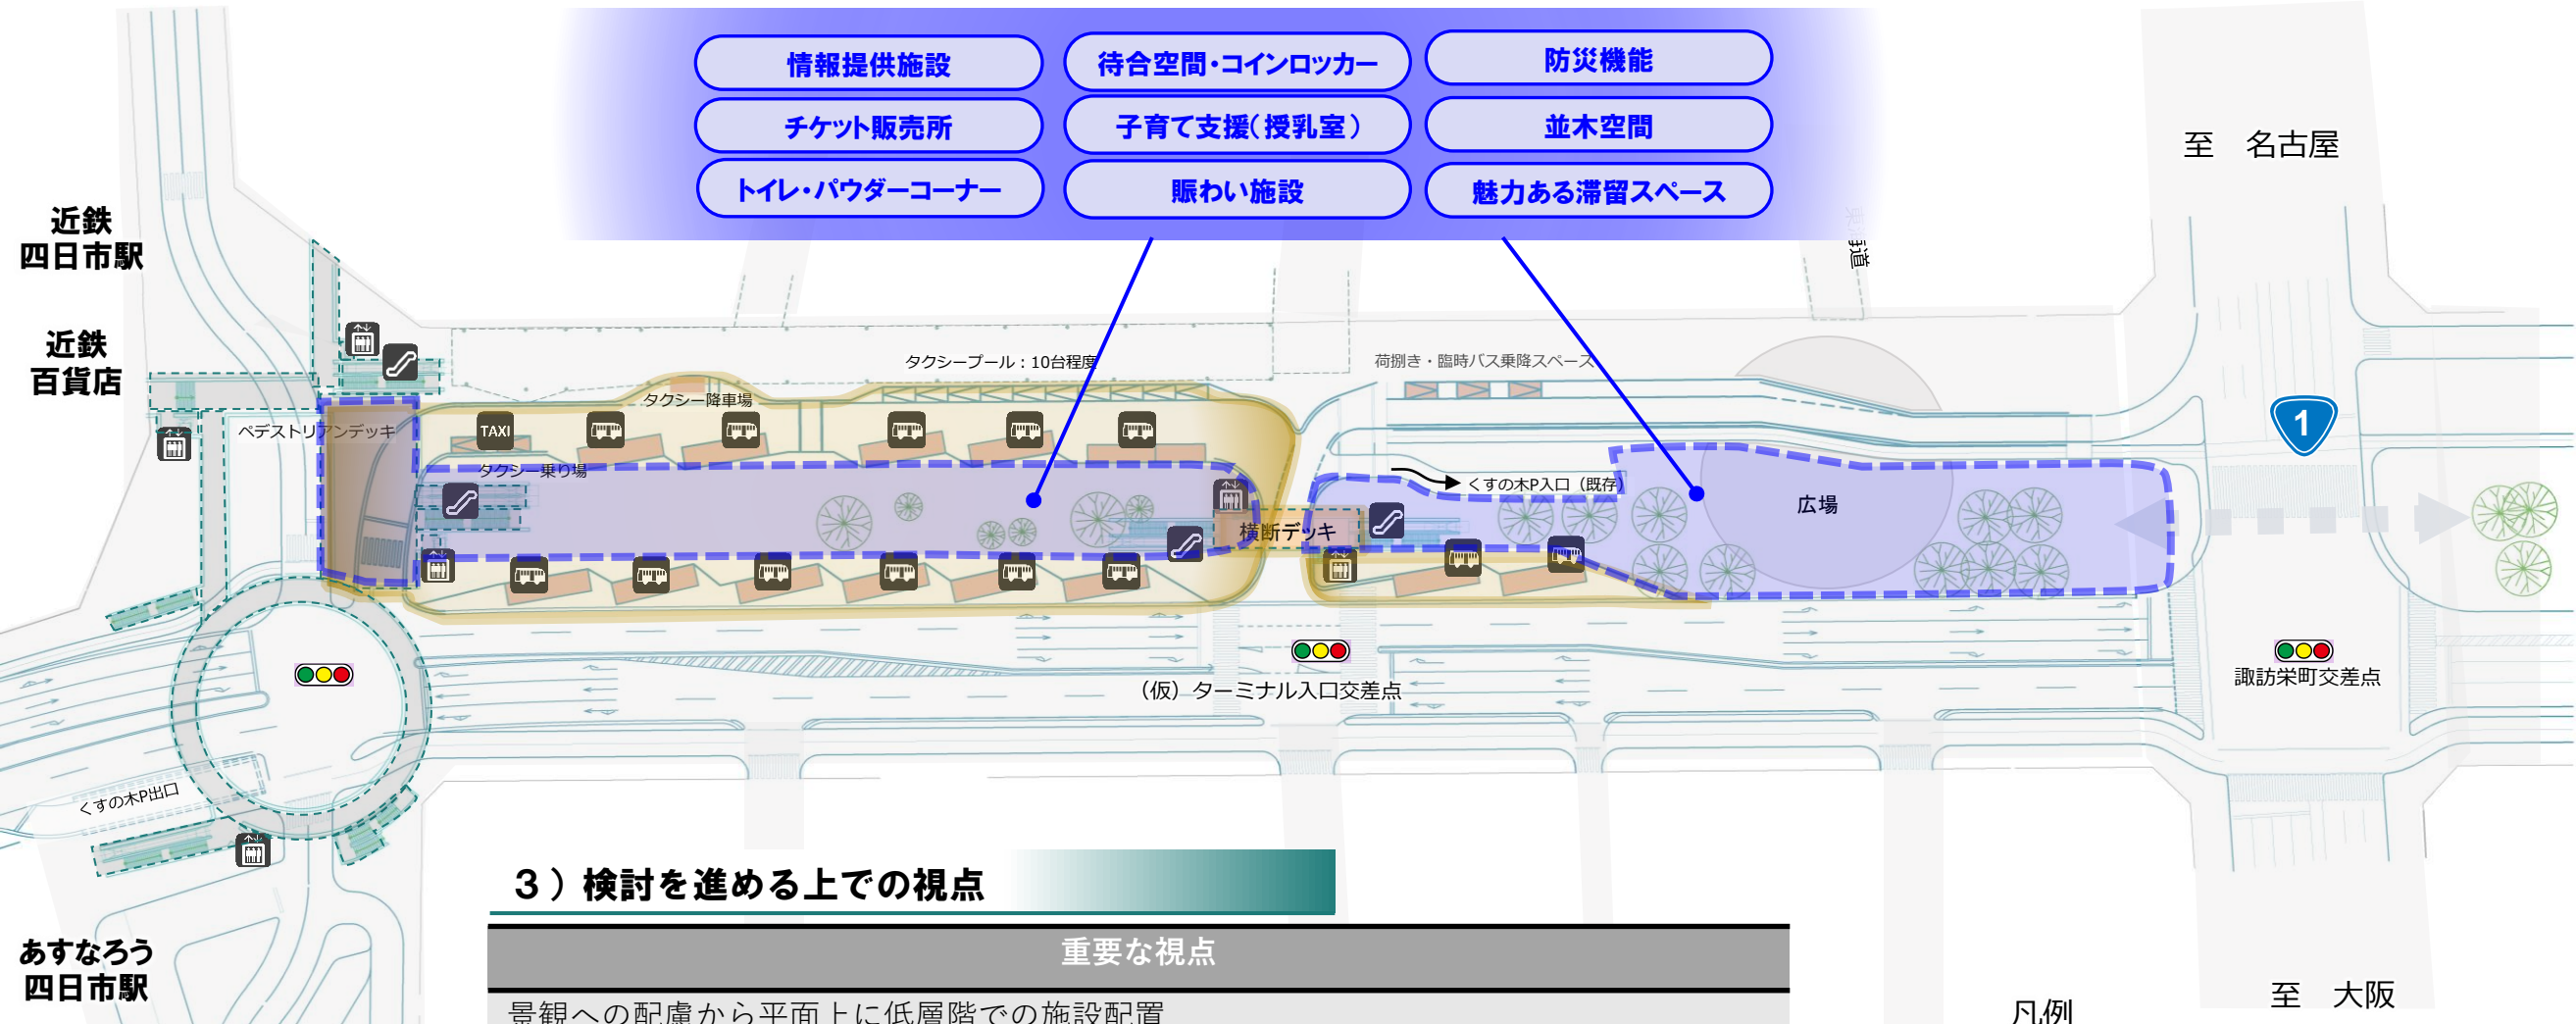 情報提供施設
待合空間・コインロッカー
防災機能
チケット販売所
子育て支援(授乳室)
並木空間
トイレ・パウダーコーナー
賑わい施設
魅力ある滞留スペース
至　名古屋
近鉄
四日市駅
道
近鉄
百貨店
タクシープール：10台程度
荷捌き・臨時バス乗降スペース
タクシー降車場
ペデストリアンデッキ
TAXI
1
タクシー乗り場
くすの木P入口（既存）
広場
横断デッキ
（仮）ターミナル入口交差点
諏訪栄町交差点
くすの木P出口
３）検討を進める上での視点
重要な視点
あすなろう
四日市駅
景観への配慮から平面上に低層階での施設配置
凡例
至　大阪